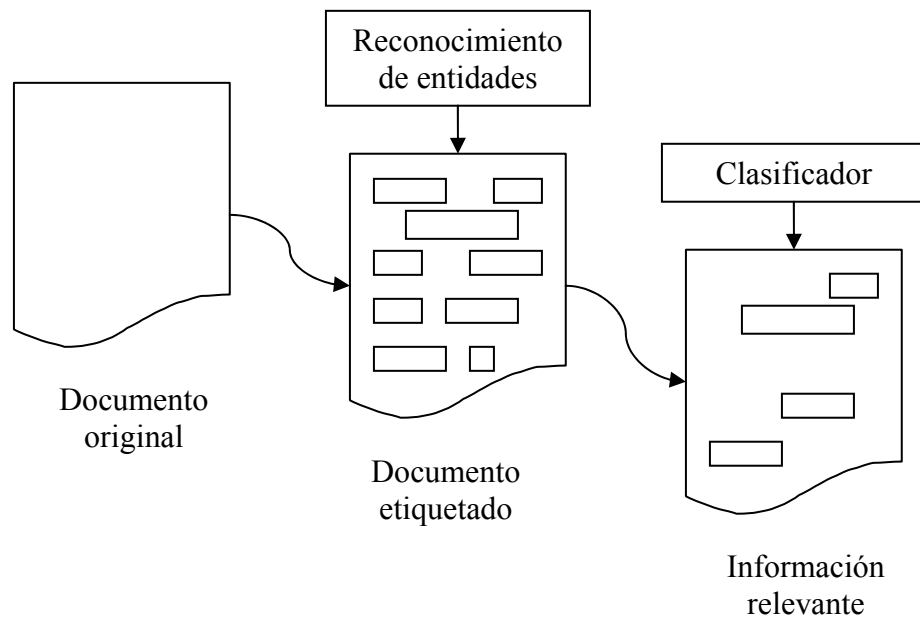 Reconocimiento
de entidades
Clasificador
Documento
original
Documento
etiquetado
Información
relevante